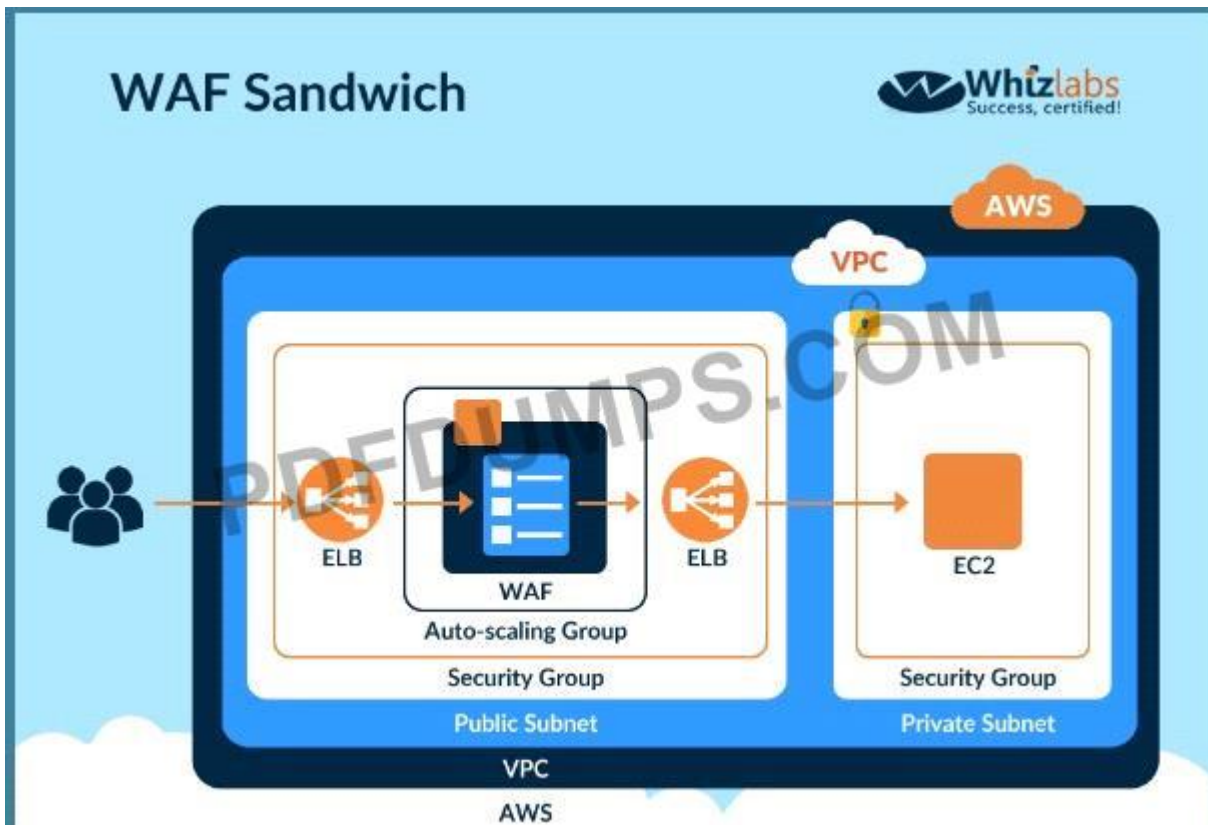 WAF Sandwich
Whizlabs
Success, certified!
AWS
VPC
PDFDUMPS.COM
ELB
WAF
ELB
EC2
Auto-scaling Group
Security Group
Security Group
Public Subnet
Private Subnet
VPC
AWS